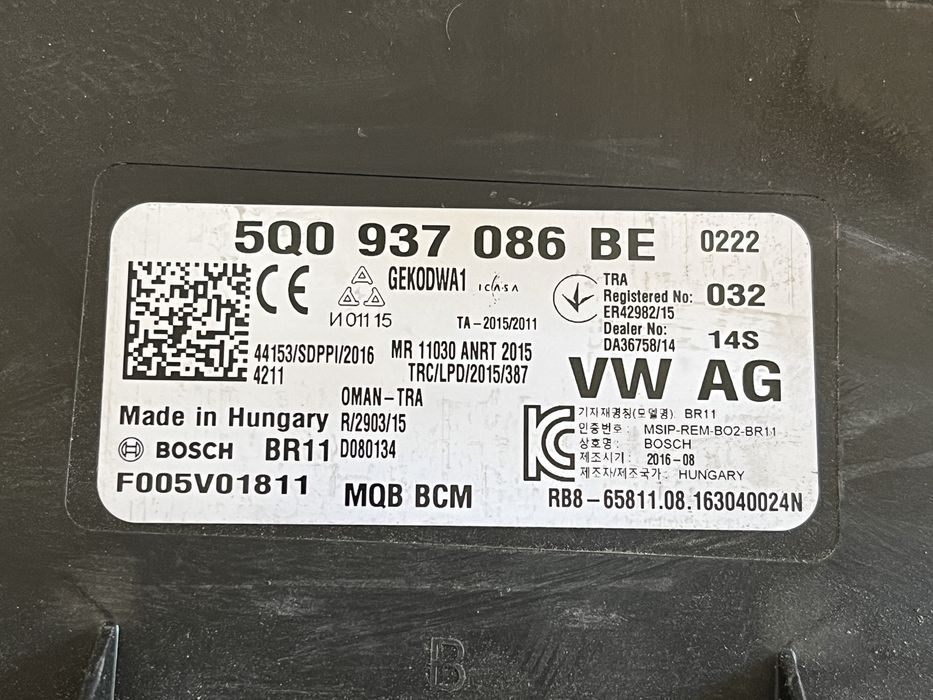 5Q0 937 086 BE 0222
CE GEKODWA1 ICASA
И 011 15 TA-2015/2011
TRA
Registered No: 032
ER42982/15
Dealer No: 14S
DA36758/14
44153/SDPPI/2016 MR 11030 ANRT 2015
4211 TRC/LPD/2015/387
VW AG
OMAN-TRA
Made in Hungary R/2903/15
BOSCH BR11 D080134
F005V01811 MQB BCM
기자재명칭(모델명): BR11
인증번호: MSIP-REM-BO2-BR11
상호명: BOSCH
제조시기: 2016-08
제조자/제조국가: HUNGARY
RB8-65811.08.163040024N
B